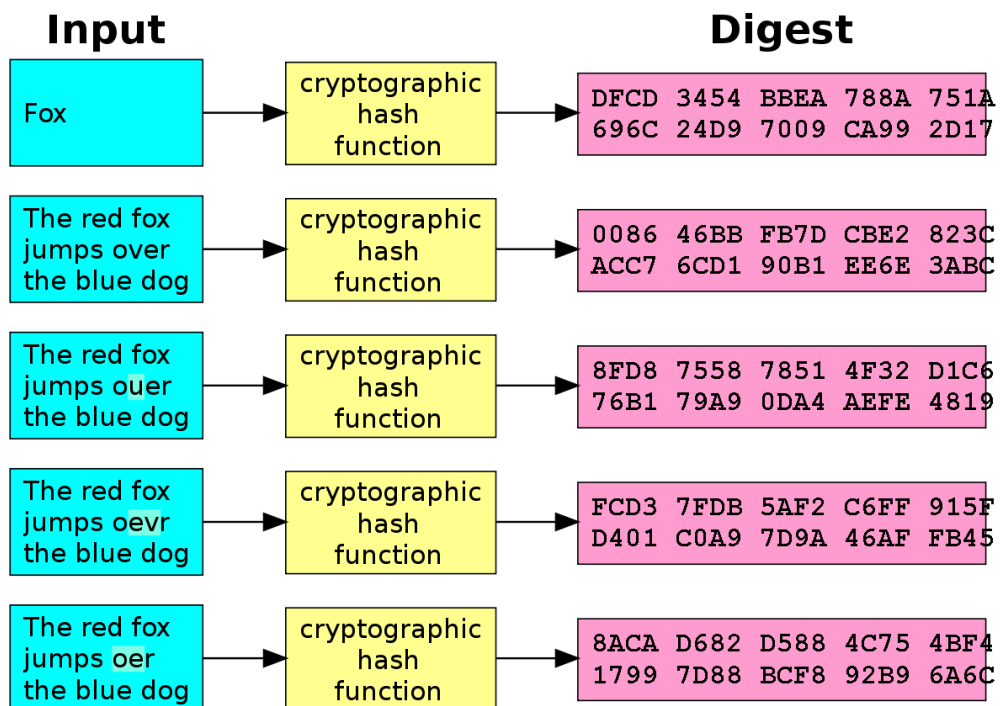 Input
Digest
Fox
cryptographic
hash
function
DFCD 3454 BBEA 788A 751A
696C 24D9 7009 CA99 2D17
The red fox
jumps over
the blue dog
cryptographic
hash
function
0086 46BB FB7D CBE2 823C
ACC7 6CD1 90B1 EE6E 3ABC
The red fox
jumps ouer
the blue dog
cryptographic
hash
function
8FD8 7558 7851 4F32 D1C6
76B1 79A9 0DA4 AEFE 4819
The red fox
jumps oevr
the blue dog
cryptographic
hash
function
FCD3 7FDB 5AF2 C6FF 915F
D401 C0A9 7D9A 46AF FB45
The red fox
jumps oer
the blue dog
cryptographic
hash
function
8ACA D682 D588 4C75 4BF4
1799 7D88 BCF8 92B9 6A6C